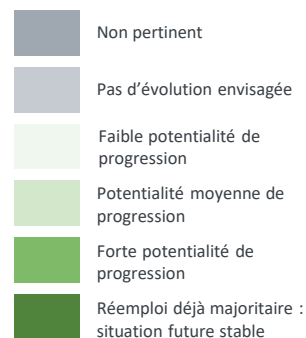 Non pertinent
Pas d’évolution envisagée
Faible potentialité de
progression
Potentialité moyenne de
progression
Forte potentialité de
progression
Réemploi déjà majoritaire :
situation future stable